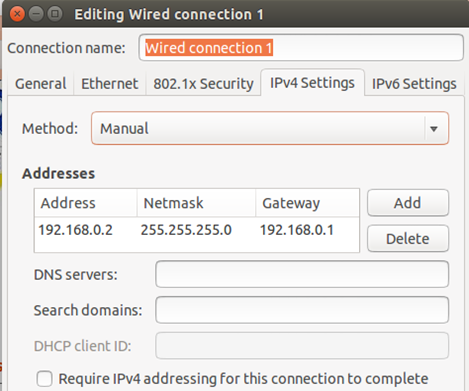 Editing Wired connection 1
Connection name: Wired connection 1
General Ethernet 802.1x Security IPv4 Settings IPv6 Settings
Method: Manual
Addresses
Address Netmask Gateway Add
192.168.0.2 255.255.255.0 192.168.0.1 Delete
DNS servers:
Search domains:
DHCP client ID:
Require IPv4 addressing for this connection to complete